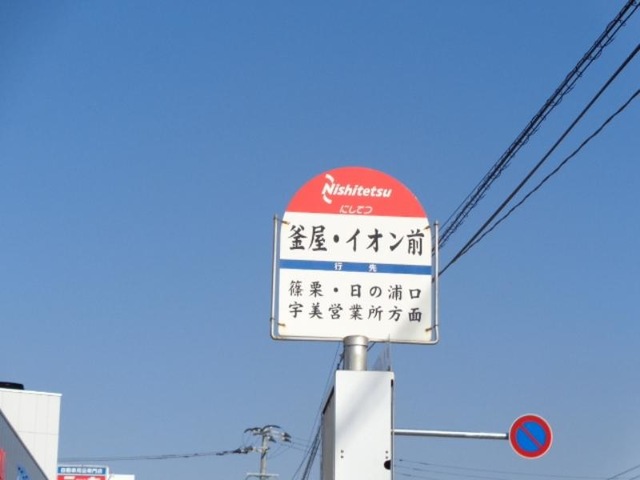 Nishitetsu
にしてつ
釜屋・イオン前
行先
篠栗・日の浦口
宇美営業所方面